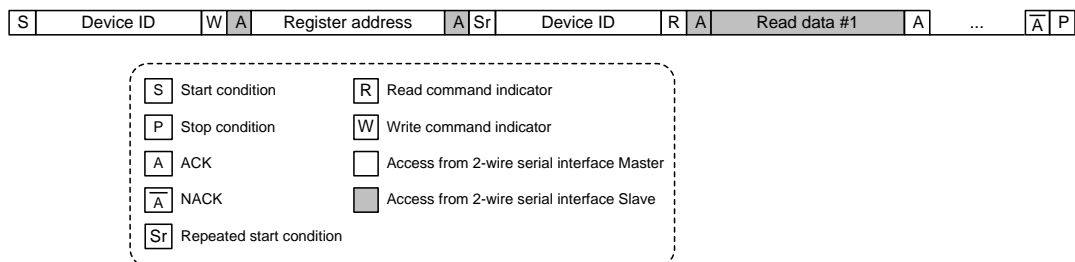 S Device ID W A Register address A Sr Device ID R A Read data #1 A ... A̅ P
S Start condition R Read command indicator
P Stop condition W Write command indicator
A ACK Access from 2-wire serial interface Master
A̅ NACK Access from 2-wire serial interface Slave
Sr Repeated start condition